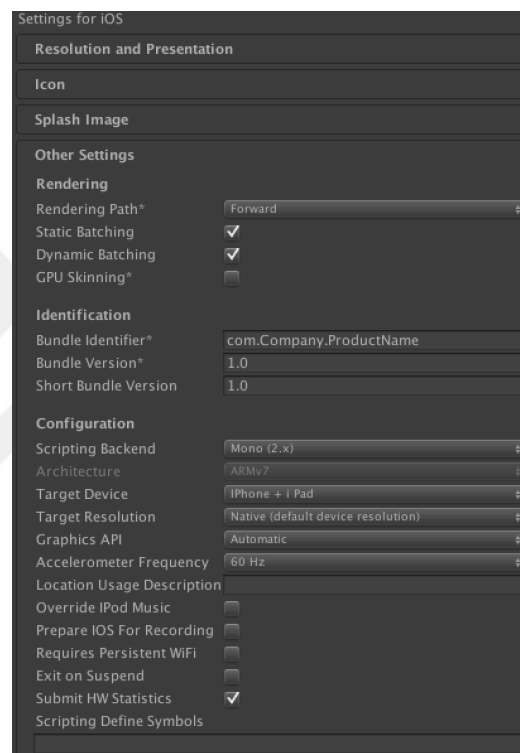 Settings for iOS
Resolution and Presentation
Icon
Splash Image
Other Settings
Rendering
Rendering Path* Forward
Static Batching
Dynamic Batching
GPU Skinning*
Identification
Bundle Identifier* com.Company.ProductName
Bundle Version* 1.0
Short Bundle Version 1.0
Configuration
Scripting Backend Mono (2.x)
Architecture ARMv7
Target Device IPhone + i Pad
Target Resolution Native (default device resolution)
Graphics API Automatic
Accelerometer Frequency 60 Hz
Location Usage Description
Override IPod Music
Prepare IOS For Recording
Requires Persistent WiFi
Exit on Suspend
Submit HW Statistics
Scripting Define Symbols